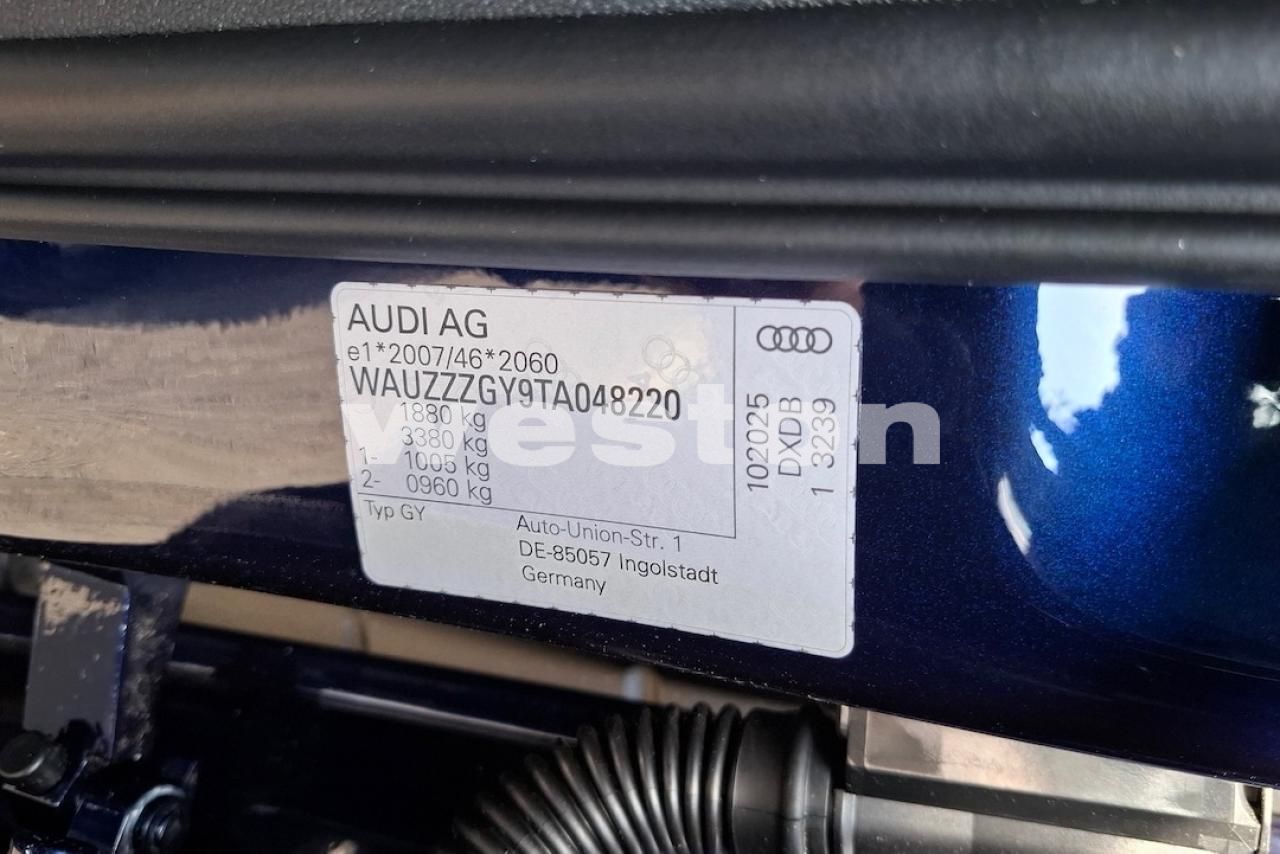 AUDI AG
e1*2007/46*2060
WAUZZZGY9TA048220
1880 kg
3380 kg
1- 1005 kg
2- 0960 kg
Typ GY
Auto-Union-Str. 1
DE-85057 Ingolstadt
Germany
102025
DXDB
1 3239
weston